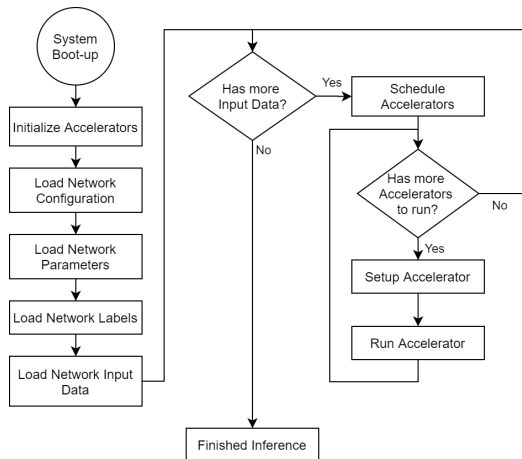 System
Boot-up
Initialize Accelerators
Load Network
Configuration
Load Network
Parameters
Load Network Labels
Load Network Input
Data
Has more
Input Data?
Yes
No
Schedule
Accelerators
Has more
Accelerators
to run?
No
Yes
Setup Accelerator
Run Accelerator
Finished Inference